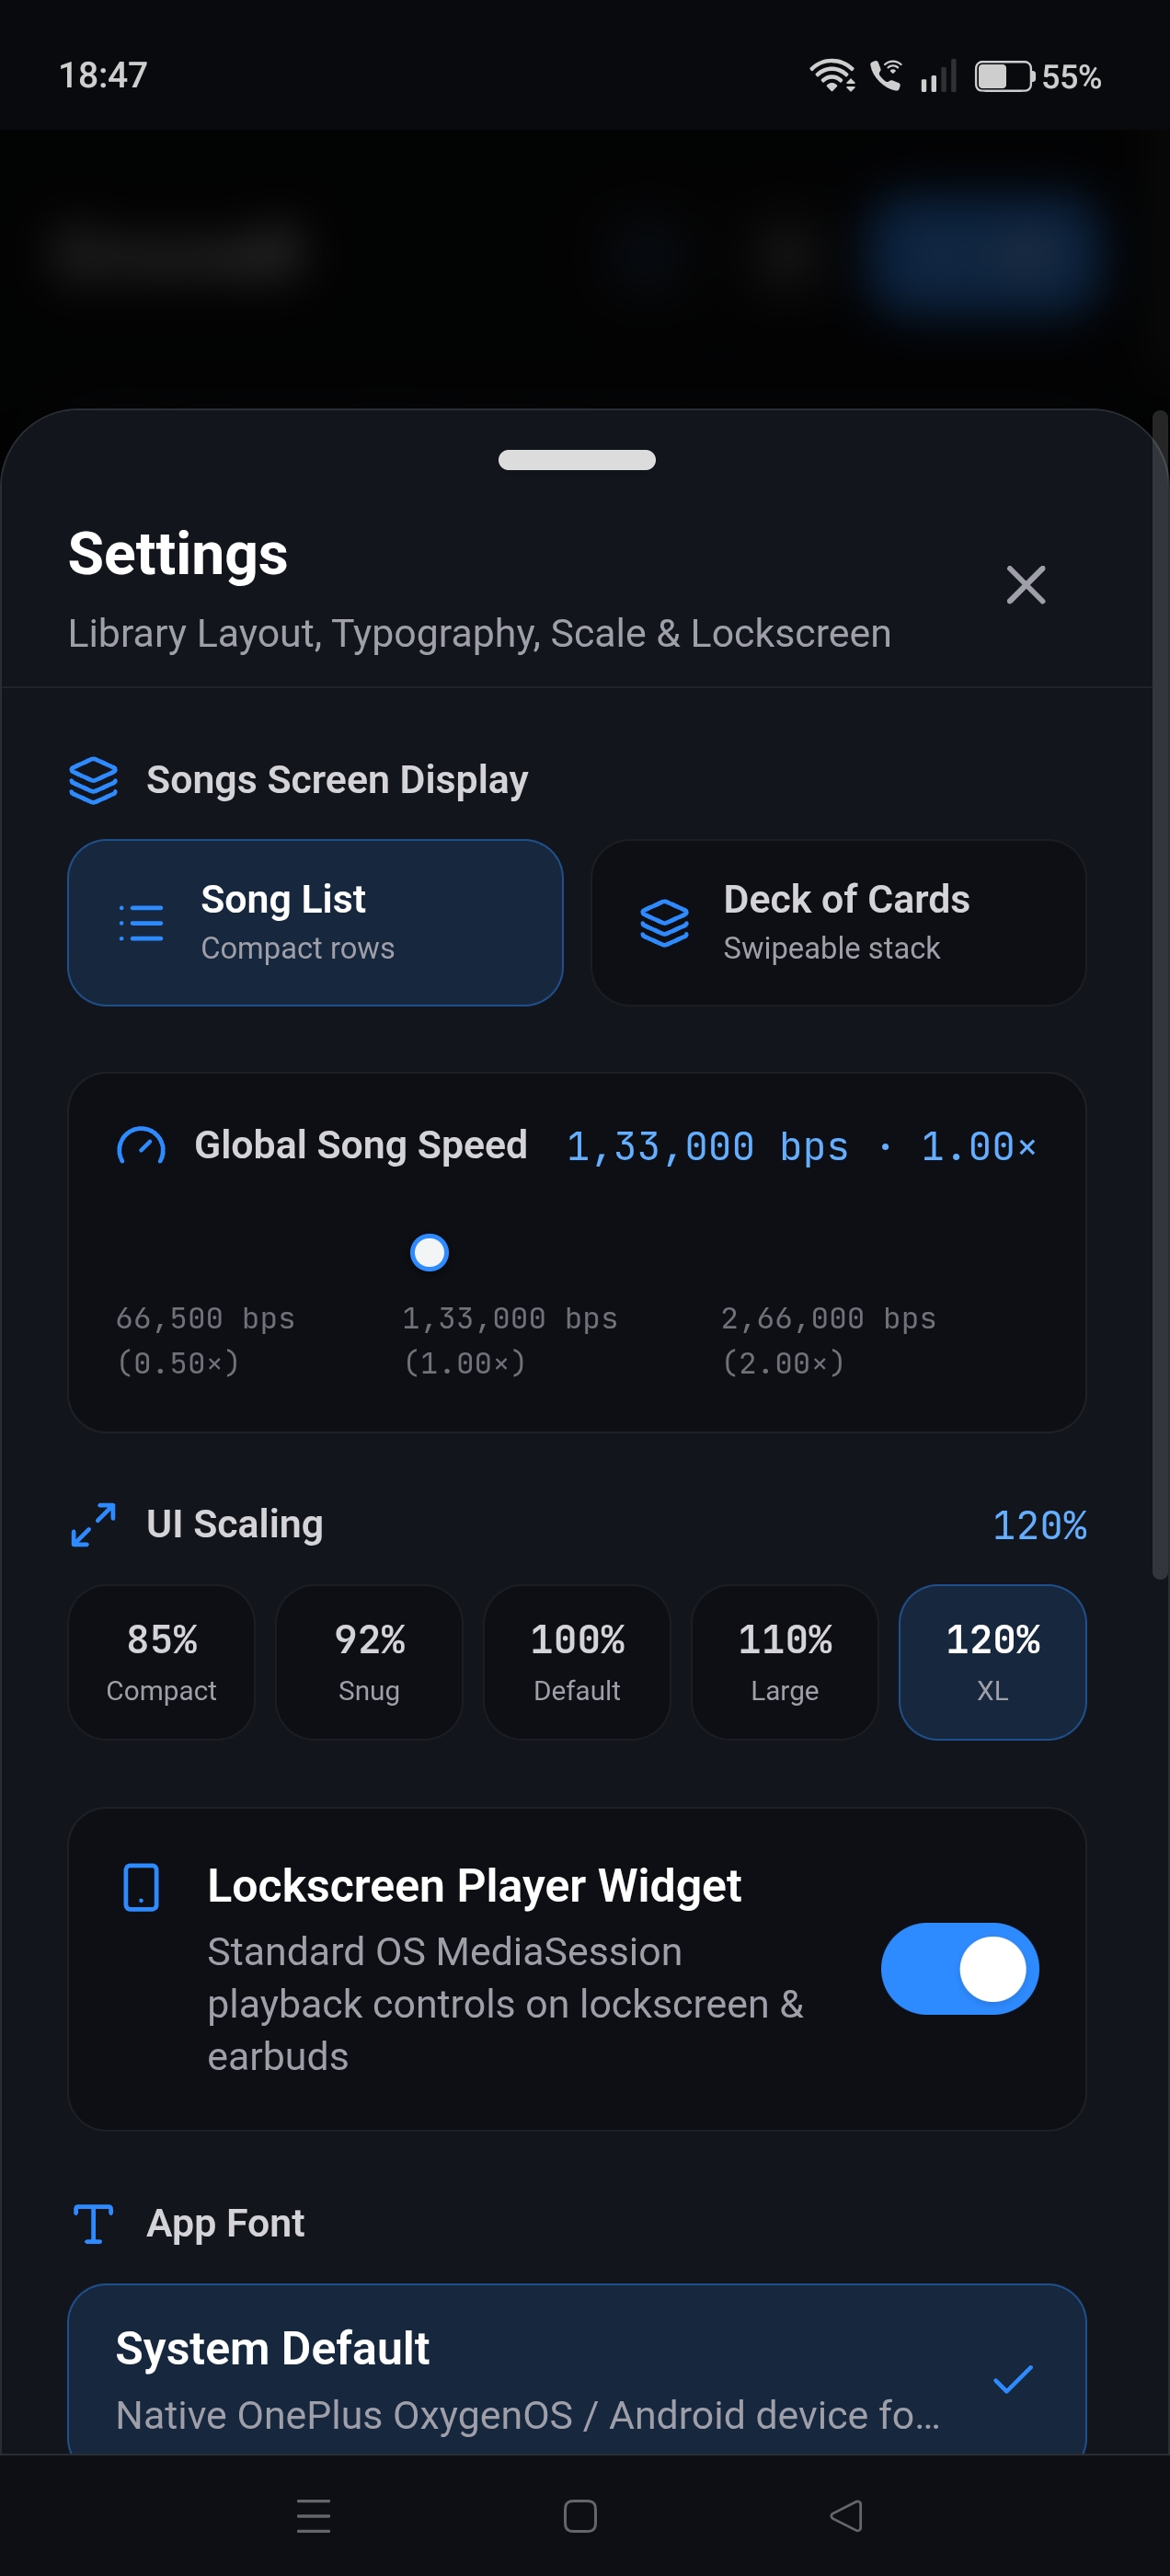 18:47
55%
Settings
Library Layout, Typography, Scale & Lockscreen
Songs Screen Display
Song List
Compact rows
Deck of Cards
Swipeable stack
Global Song Speed 1,33,000 bps · 1.00×
66,500 bps
(0.50×)
1,33,000 bps
(1.00×)
2,66,000 bps
(2.00×)
UI Scaling 120%
85%
Compact
92%
Snug
100%
Default
110%
Large
120%
XL
Lockscreen Player Widget
Standard OS MediaSession
playback controls on lockscreen &
earbuds
App Font
System Default
Native OnePlus OxygenOS / Android device fo…